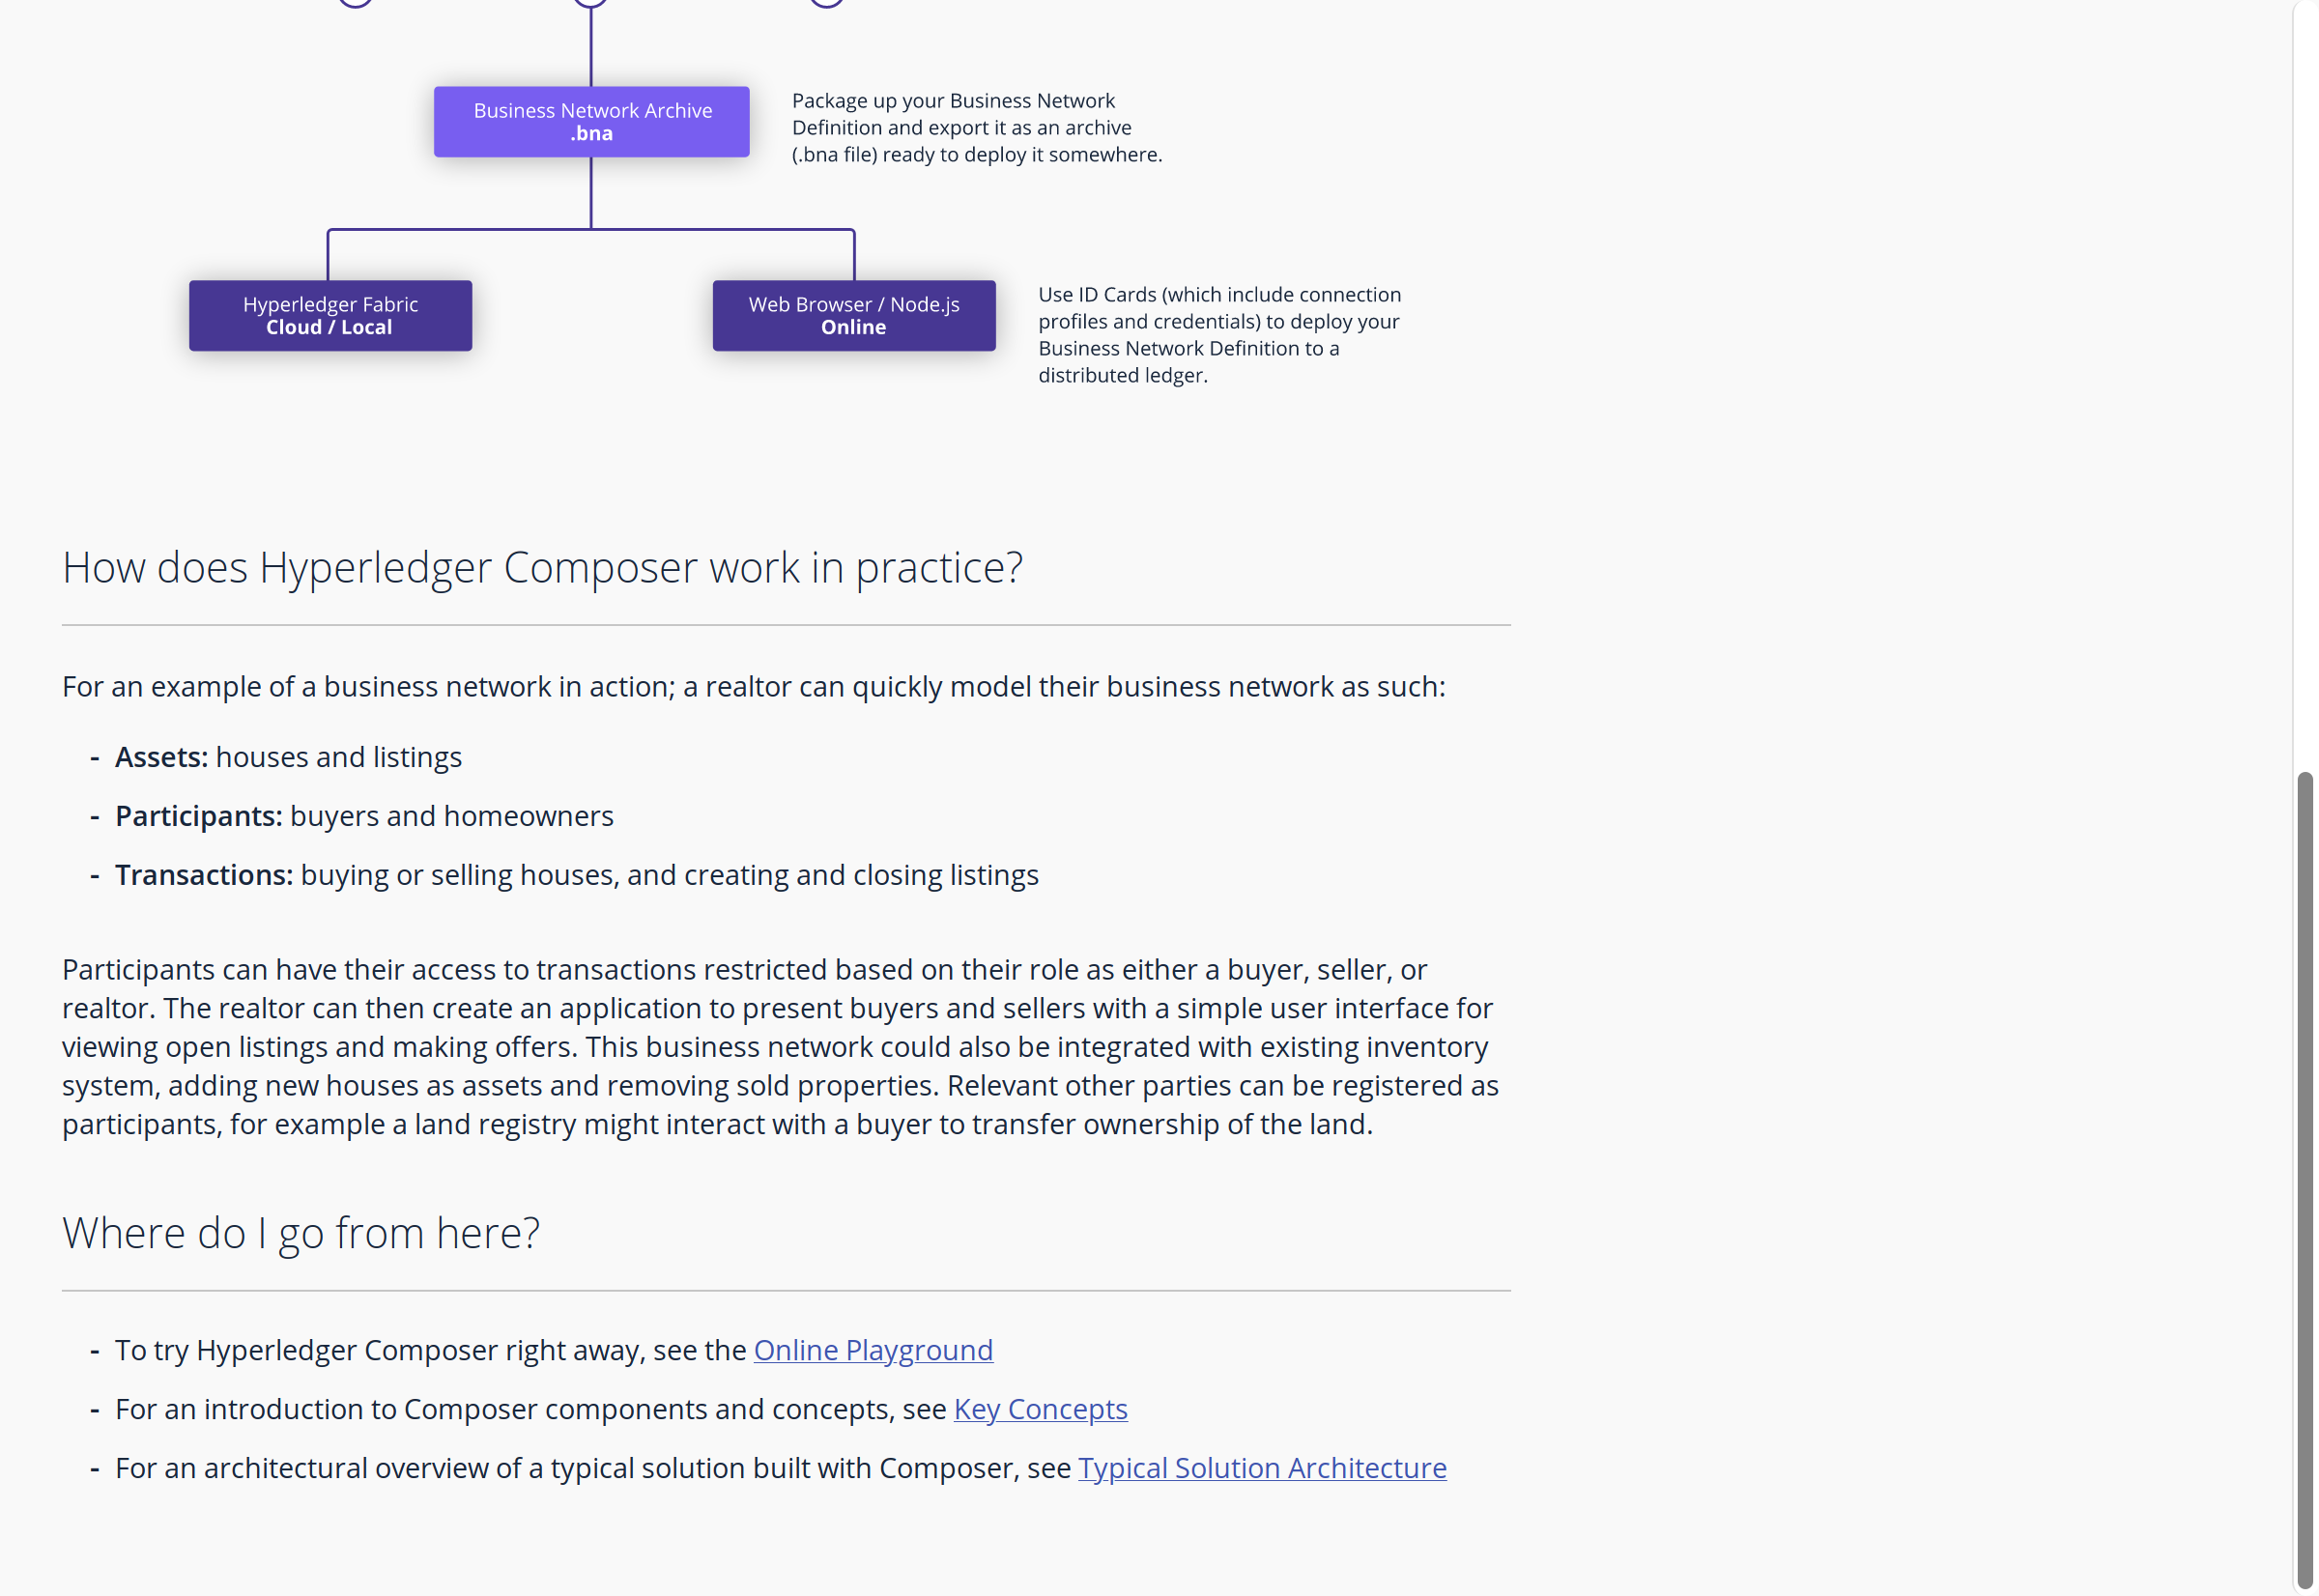 Business Network Archive
.bna
Package up your Business Network
Definition and export it as an archive
(.bna file) ready to deploy it somewhere.
Hyperledger Fabric
Cloud / Local
Web Browser / Node.js
Online
Use ID Cards (which include connection
profiles and credentials) to deploy your
Business Network Definition to a
distributed ledger.
How does Hyperledger Composer work in practice?
For an example of a business network in action; a realtor can quickly model their business network as such:
- Assets: houses and listings
- Participants: buyers and homeowners
- Transactions: buying or selling houses, and creating and closing listings
Participants can have their access to transactions restricted based on their role as either a buyer, seller, or
realtor. The realtor can then create an application to present buyers and sellers with a simple user interface for
viewing open listings and making offers. This business network could also be integrated with existing inventory
system, adding new houses as assets and removing sold properties. Relevant other parties can be registered as
participants, for example a land registry might interact with a buyer to transfer ownership of the land.
Where do I go from here?
- To try Hyperledger Composer right away, see the Online Playground
- For an introduction to Composer components and concepts, see Key Concepts
- For an architectural overview of a typical solution built with Composer, see Typical Solution Architecture